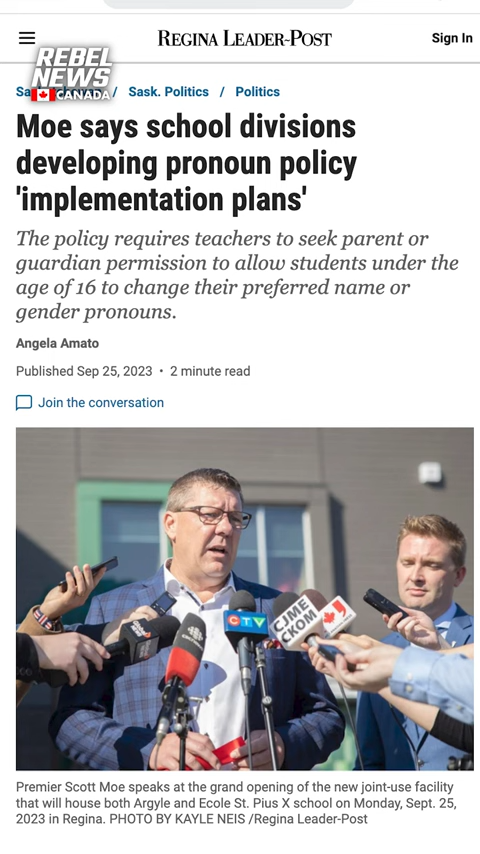 REGINA LEADER-POST
Sign In
REBEL
NEWS
CANADA
/ Sask. Politics / Politics
Moe says school divisions
developing pronoun policy
'implementation plans'
The policy requires teachers to seek parent or
guardian permission to allow students under the
age of 16 to change their preferred name or
gender pronouns.
Angela Amato
Published Sep 25, 2023 • 2 minute read
Join the conversation
CTV
CJME
CKOM
Premier Scott Moe speaks at the grand opening of the new joint-use facility
that will house both Argyle and Ecole St. Pius X school on Monday, Sept. 25,
2023 in Regina. PHOTO BY KAYLE NEIS /Regina Leader-Post